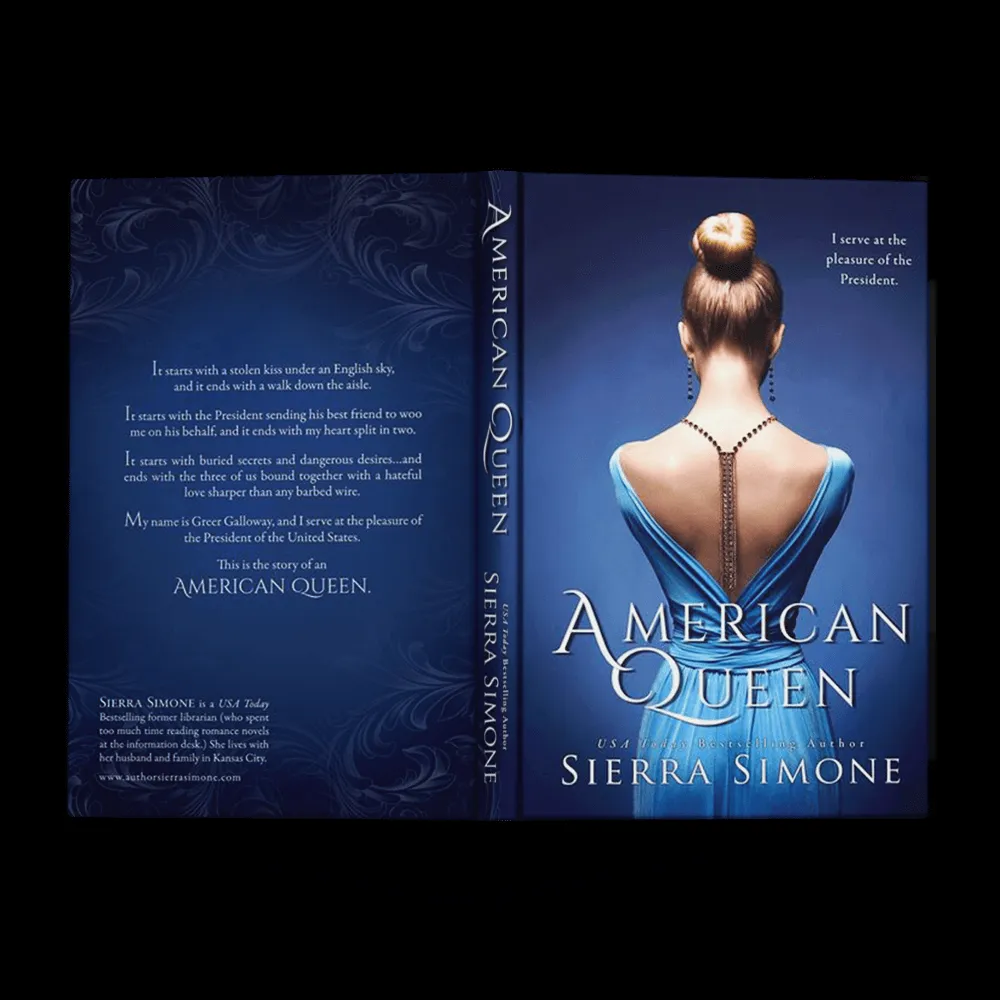 It starts with a stolen kiss under an English sky,
and it ends with a walk down the aisle.
It starts with the President sending his best friend to woo
me on his behalf, and it ends with my heart split in two.
It starts with buried secrets and dangerous desires...and
ends with the three of us bound together with a hateful
love sharper than any barbed wire.
My name is Greer Galloway, and I serve at the pleasure of
the President of the United States.
This is the story of an
AMERICAN QUEEN.
SIERRA SIMONE is a USA Today
Bestselling former librarian (who spent
too much time reading romance novels
at the information desk.) She lives with
her husband and family in Kansas City.
www.authorsierrasimone.com
AMERICAN QUEEN
USA Today Bestselling Author
SIERRA SIMONE
I serve at the
pleasure of the
President.
AMERICAN
QUEEN
USA Today Bestselling Author
SIERRA SIMONE